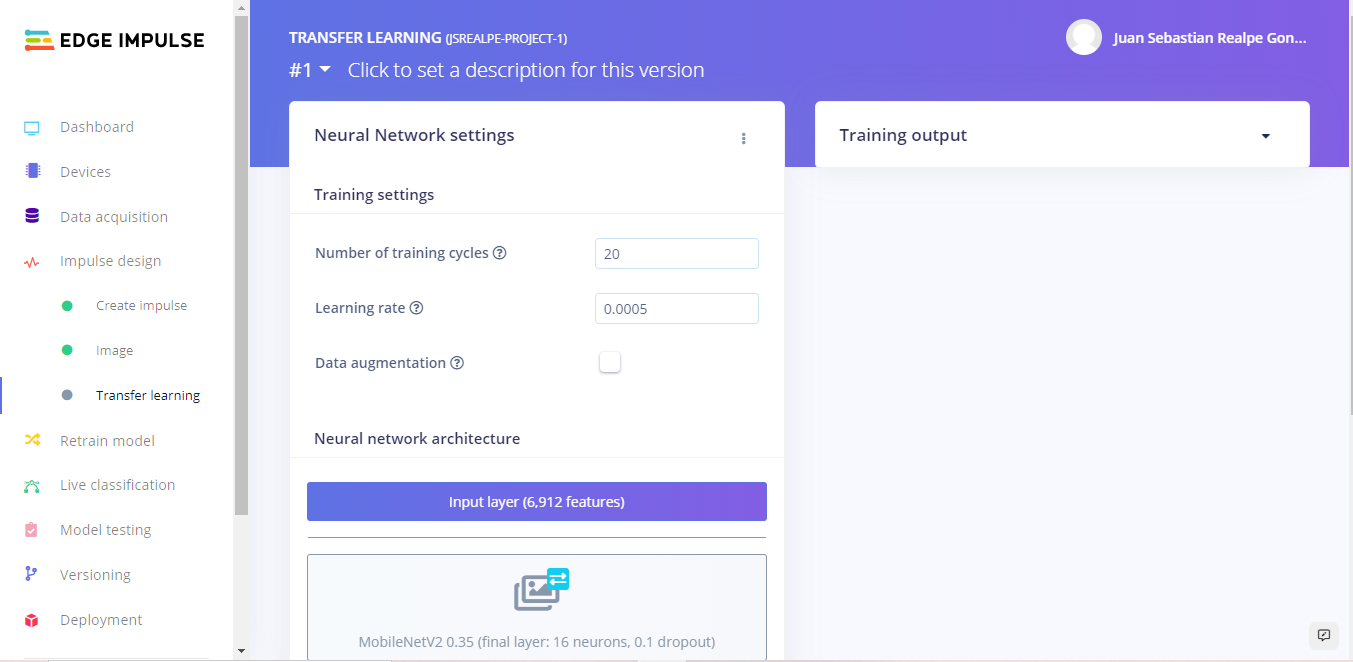 EDGE IMPULSE
Dashboard
Devices
Data acquisition
Impulse design
Create impulse
Image
Transfer learning
Retrain model
Live classification
Model testing
Versioning
Deployment
TRANSFER LEARNING (JSREALPE-PROJECT-1)
Juan Sebastian Realpe Gon...
#1 Click to set a description for this version
Neural Network settings
Training settings
Number of training cycles ?
20
Learning rate ?
0.0005
Data augmentation ?
Neural network architecture
Input layer (6,912 features)
MobileNetV2 0.35 (final layer: 16 neurons, 0.1 dropout)
Training output